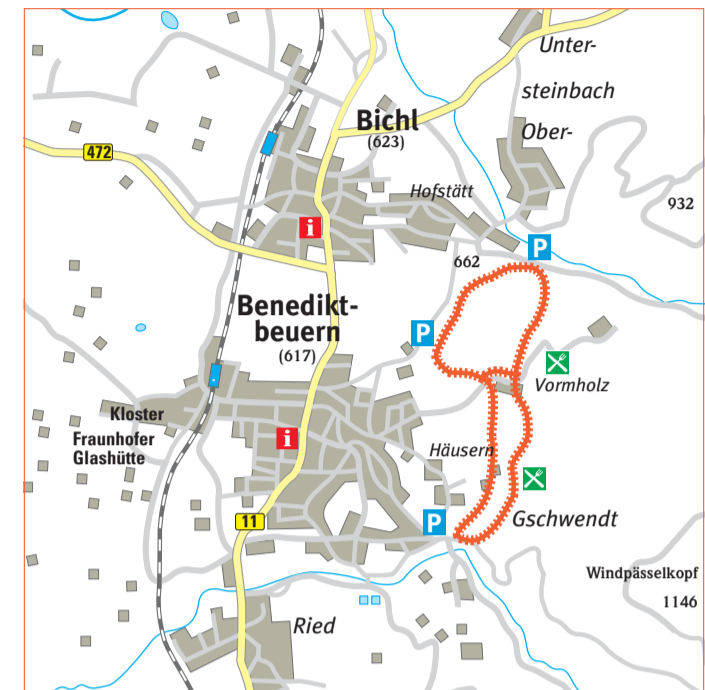 Unter-
steinbach
Ober-
Bichl
(623)
472
Hofstätt
932
i
P
662
Benedikt-
beuern
(617)
P
Vormholz
Kloster
Fraunhofer
Glashütte
i
Häusern
11
P
Gschwendt
Windpässelkopf
1146
Ried